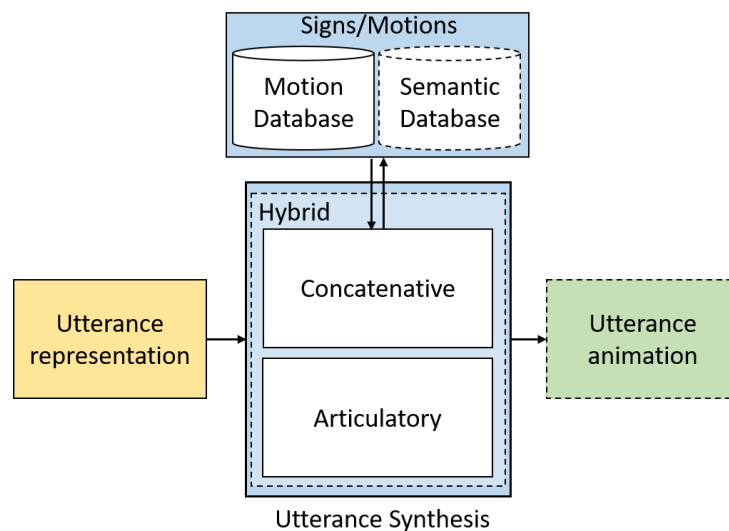 Signs/Motions
Motion
Database
Semantic
Database
Hybrid
Concatenative
Utterance
representation
Utterance
animation
Articulatory
Utterance Synthesis